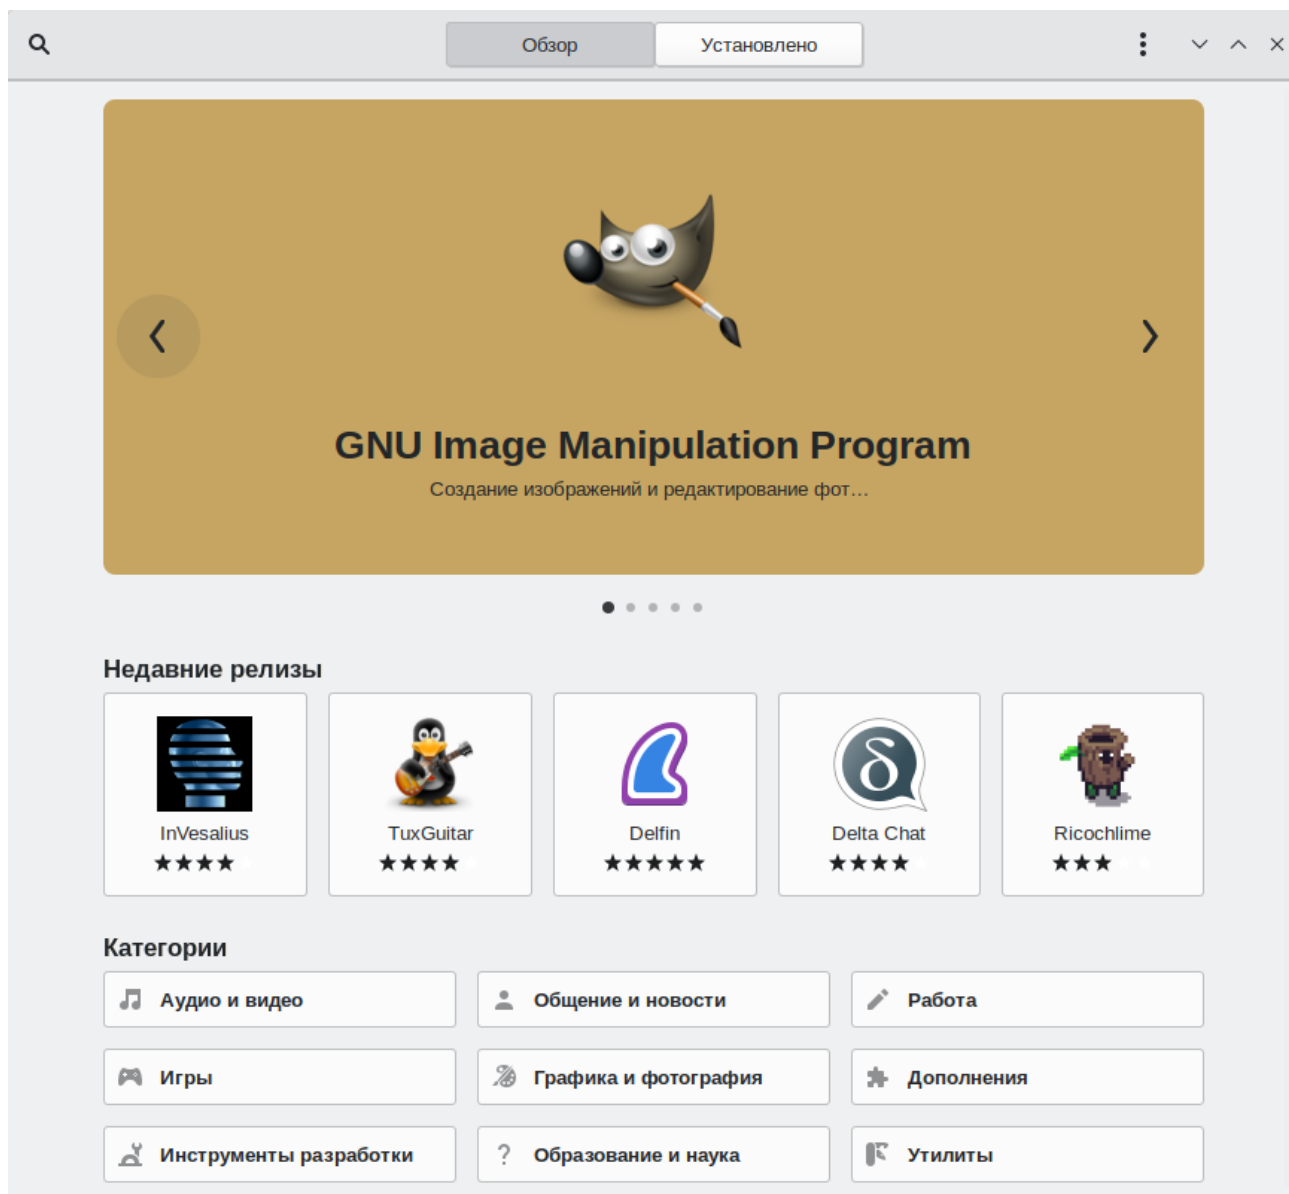 Обзор
Установлено
GNU Image Manipulation Program
Создание изображений и редактирование фот…
Недавние релизы
InVesalius
TuxGuitar
Delfin
Delta Chat
Ricochlime
Категории
Аудио и видео
Общение и новости
Работа
Игры
Графика и фотография
Дополнения
Инструменты разработки
Образование и наука
Утилиты